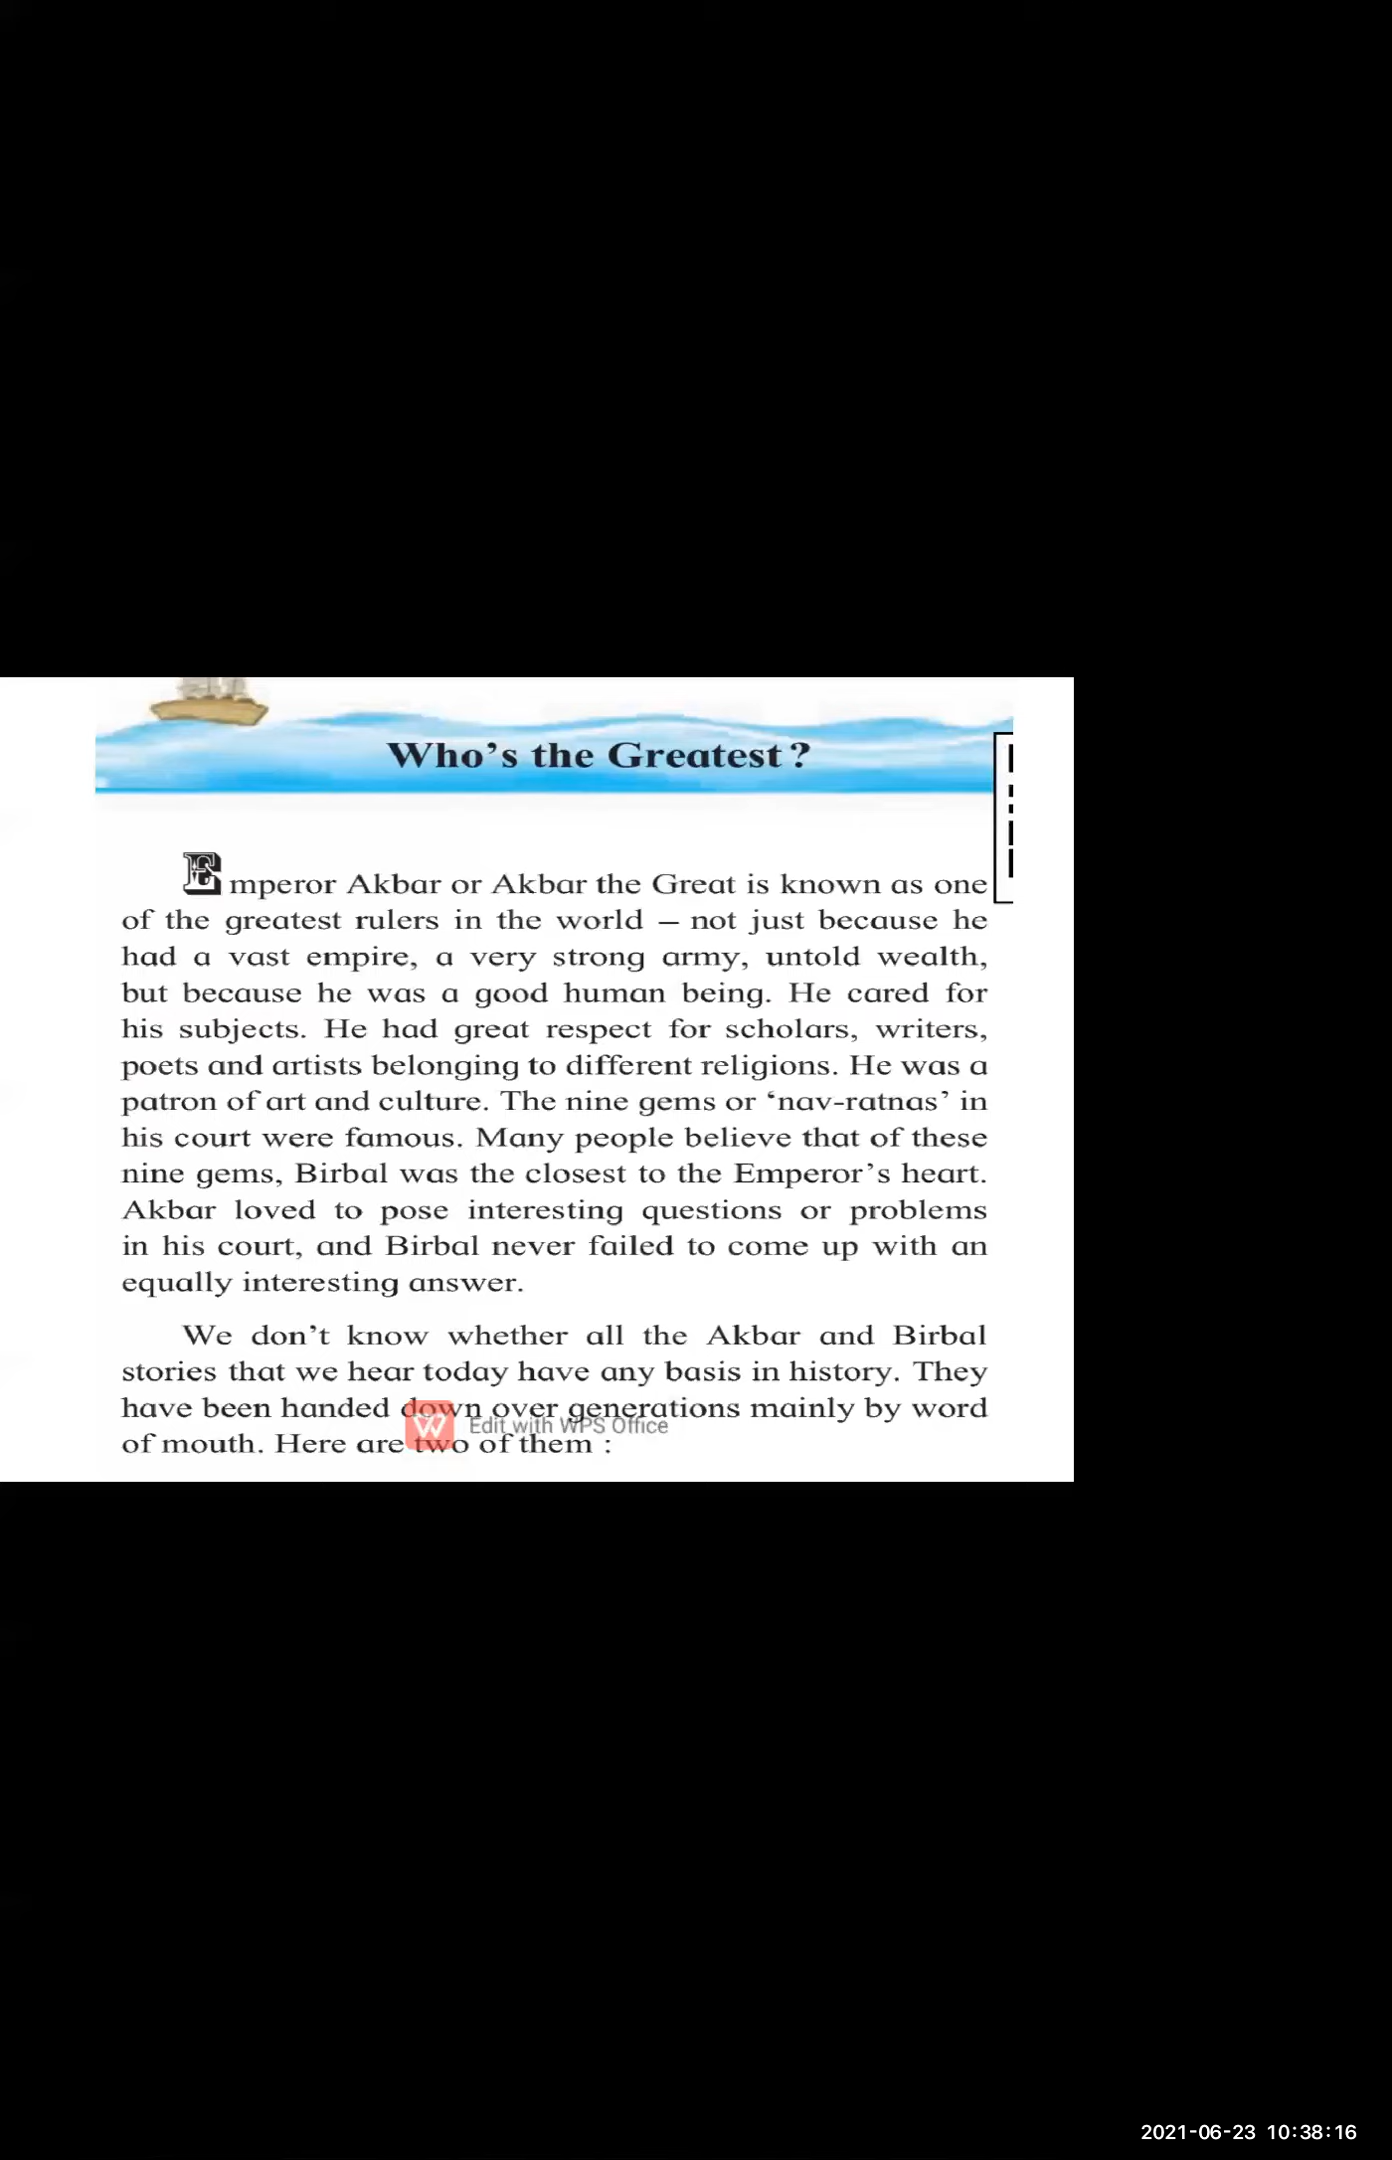 Who's the Greatest?
Emperor Akbar or Akbar the Great is known as one
of the greatest rulers in the world – not just because he
had a vast empire, a very strong army, untold wealth,
but because he was a good human being. He cared for
his subjects. He had great respect for scholars, writers,
poets and artists belonging to different religions. He was a
patron of art and culture. The nine gems or ‘nav-ratnas’ in
his court were famous. Many people believe that of these
nine gems, Birbal was the closest to the Emperor’s heart.
Akbar loved to pose interesting questions or problems
in his court, and Birbal never failed to come up with an
equally interesting answer.
We don’t know whether all the Akbar and Birbal
stories that we hear today have any basis in history. They
have been handed down over generations mainly by word
Edit with WPS Office
of mouth. Here are two of them :
2021-06-23 10:38:16